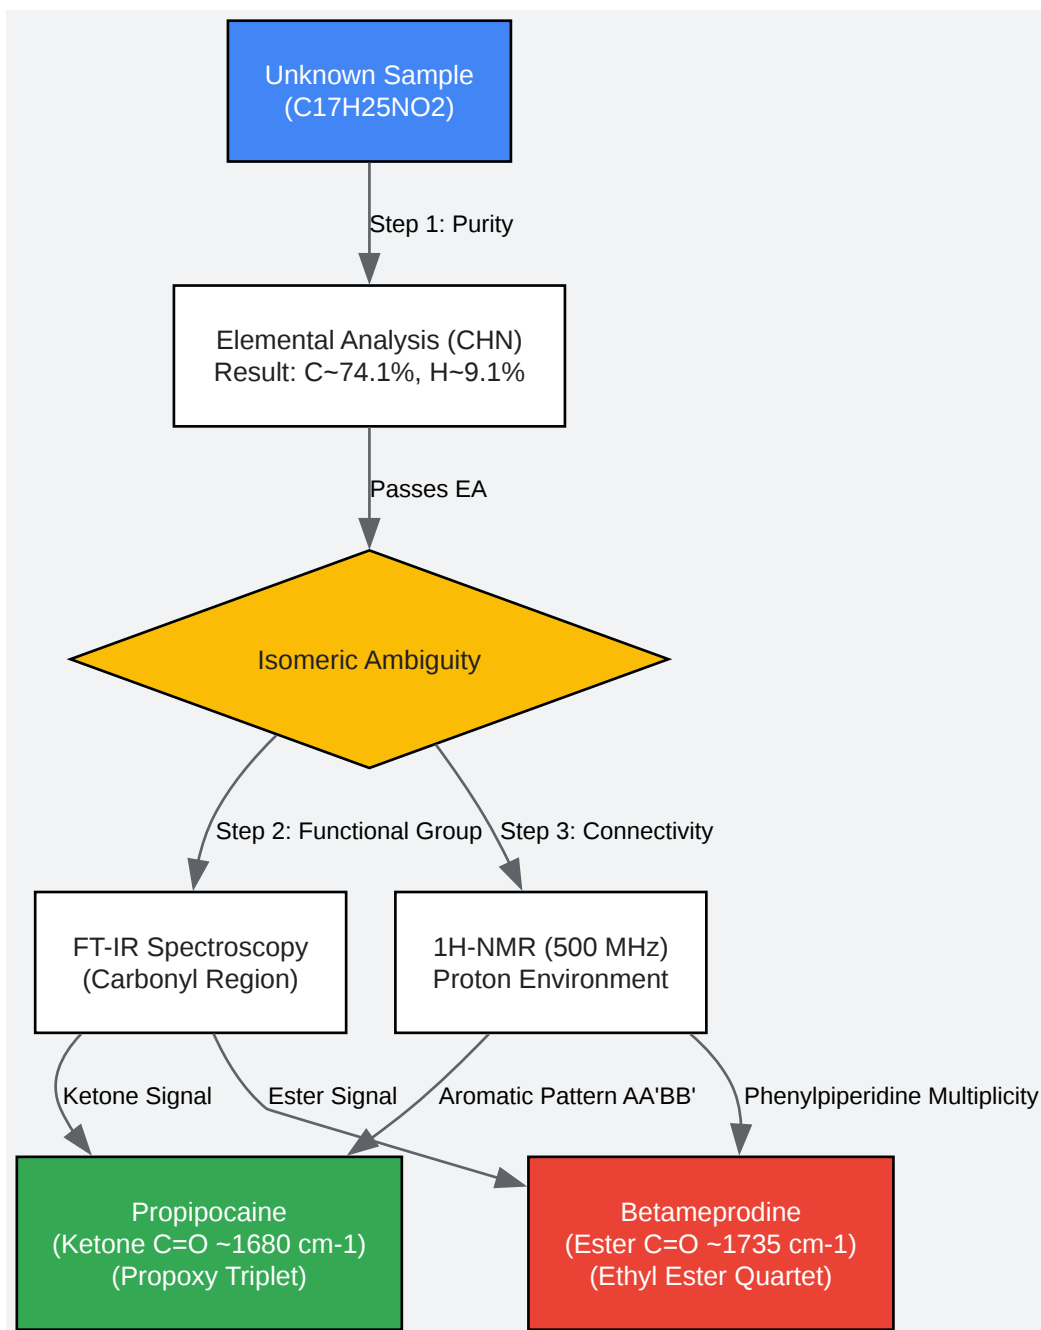 Unknown Sample
(C17H25NO2)
Step 1: Purity
Elemental Analysis (CHN)
Result: C~74.1%, H~9.1%
Passes EA
Isomeric Ambiguity
Step 2: Functional Group
Step 3: Connectivity
FT-IR Spectroscopy
(Carbonyl Region)
1H-NMR (500 MHz)
Proton Environment
Ketone Signal
Ester Signal
Aromatic Pattern AA'BB'
Phenylpiperidine Multiplicity
Propipocaine
(Ketone C=O ~1680 cm-1)
(Propoxy Triplet)
Betameprodine
(Ester C=O ~1735 cm-1)
(Ethyl Ester Quartet)